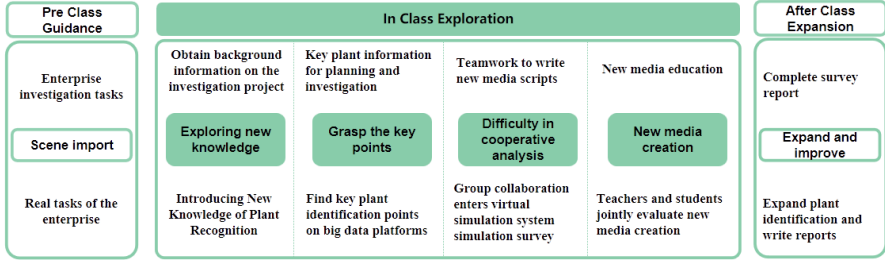 Pre Class
Guidance
In Class Exploration
After Class
Expansion
Enterprise
investigation tasks
Scene import
Real tasks of the
enterprise
Obtain background
information on the
investigation project
Exploring new
knowledge
Introducing New
Knowledge of Plant
Recognition
Key plant information
for planning and
investigation
Grasp the key
points
Find key plant
identification points
on big data platforms
Teamwork to write
new media scripts
Difficulty in
cooperative
analysis
Group collaboration
enters virtual
simulation system
simulation survey
New media education
New media
creation
Teachers and students
jointly evaluate new
media creation
Complete survey
report
Expand and
improve
Expand plant
identification and
write reports